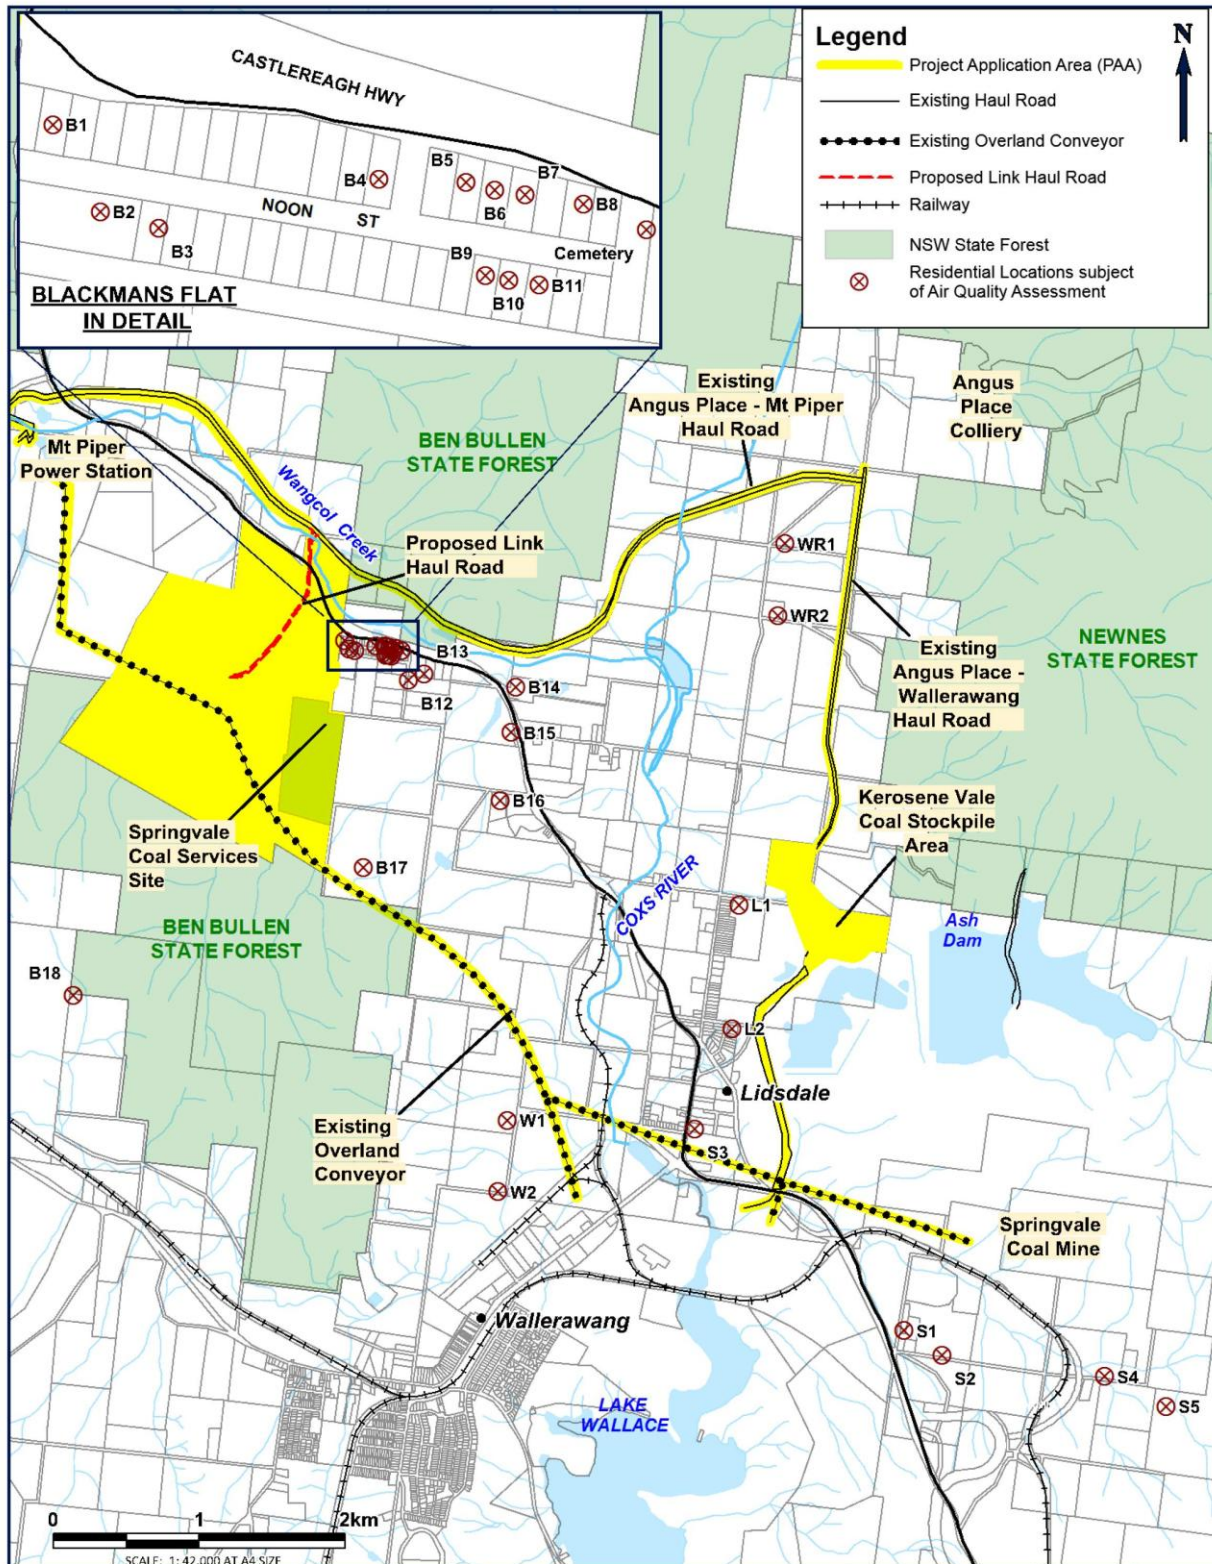 CASTLEREAGH HWY
B1
B4
B5
B6
B7
B8
NOON ST
B2
B3
B9
B10
B11
Cemetery
BLACKMANS FLAT
IN DETAIL
Legend
N
Project Application Area (PAA)
Existing Haul Road
Existing Overland Conveyor
Proposed Link Haul Road
Railway
NSW State Forest
Residential Locations subject
of Air Quality Assessment
Mt Piper
Power Station
BEN BULLEN
STATE FOREST
Wangcol Creek
Existing
Angus Place - Mt Piper
Haul Road
Angus
Place
Colliery
Proposed Link
Haul Road
WR1
WR2
Existing
Angus Place -
Wallerawang
Haul Road
NEWNES
STATE FOREST
B13
B12
B14
B15
B16
B17
Springvale
Coal Services
Site
Kerosene Vale
Coal Stockpile
Area
COXS RIVER
L1
Ash
Dam
BEN BULLEN
STATE FOREST
B18
L2
Lidsdale
Existing
Overland
Conveyor
W1
S3
W2
Springvale
Coal Mine
Wallerawang
S1
S2
S4
S5
LAKE
WALLACE
0 1 2km
SCALE: 1: 42,000 AT A4 SIZE